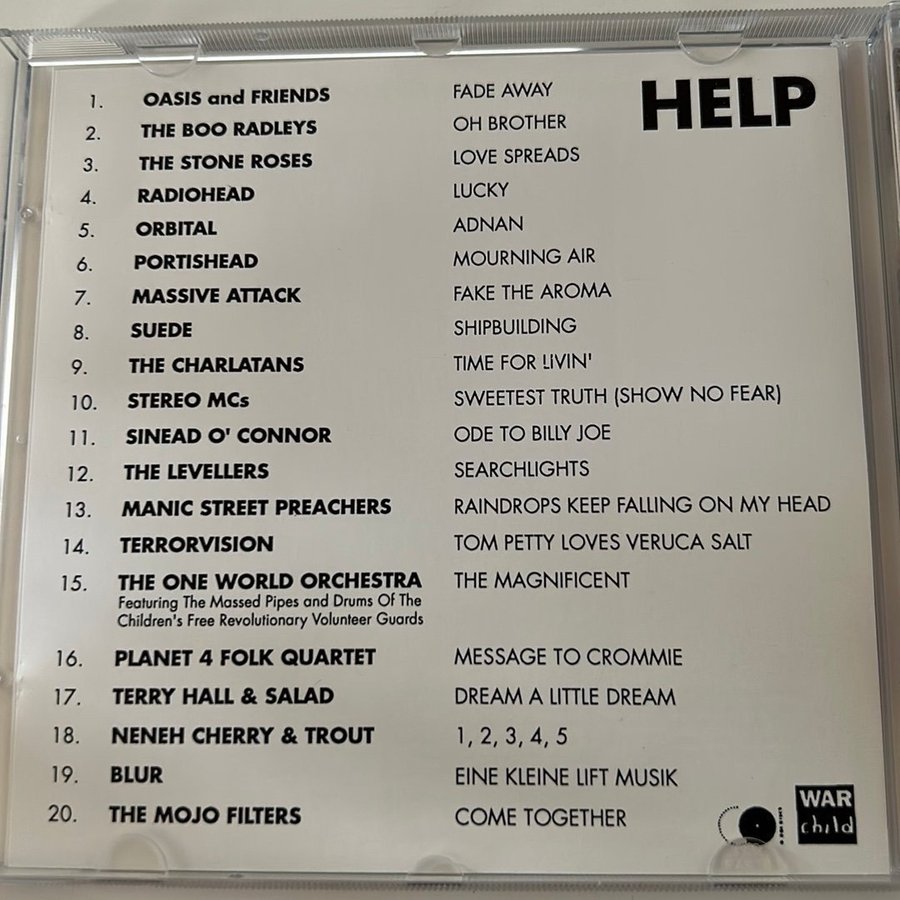 HELP
1. OASIS and FRIENDS FADE AWAY
2. THE BOO RADLEYS OH BROTHER
3. THE STONE ROSES LOVE SPREADS
4. RADIOHEAD LUCKY
5. ORBITAL ADNAN
6. PORTISHEAD MOURNING AIR
7. MASSIVE ATTACK FAKE THE AROMA
8. SUEDE SHIPBUILDING
9. THE CHARLATANS TIME FOR LIVIN'
10. STEREO MCs SWEETEST TRUTH (SHOW NO FEAR)
11. SINEAD O' CONNOR ODE TO BILLY JOE
12. THE LEVELLERS SEARCHLIGHTS
13. MANIC STREET PREACHERS RAINDROPS KEEP FALLING ON MY HEAD
14. TERRORVISION TOM PETTY LOVES VERUCA SALT
15. THE ONE WORLD ORCHESTRA THE MAGNIFICENT
Featuring The Massed Pipes and Drums Of The
Children's Free Revolutionary Volunteer Guards
16. PLANET 4 FOLK QUARTET MESSAGE TO CROMMIE
17. TERRY HALL & SALAD DREAM A LITTLE DREAM
18. NENEH CHERRY & TROUT 1, 2, 3, 4, 5
19. BLUR EINE KLEINE LIFT MUSIK
20. THE MOJO FILTERS COME TOGETHER
WAR
child